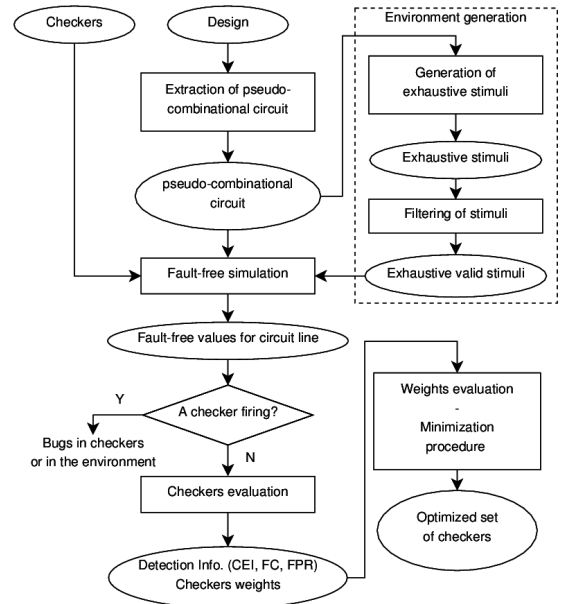 Checkers
Design
Environment generation
Extraction of pseudo-
combinational circuit
Generation of
exhaustive stimuli
pseudo-combinational
circuit
Exhaustive stimuli
Filtering of stimuli
Fault-free simulation
Exhaustive valid stimuli
Fault-free values for circuit line
A checker firing?
Y
Bugs in checkers
or in the environment
N
Checkers evaluation
Detection Info. (CEI, FC, FPR)
Checkers weights
Weights evaluation
-
Minimization
procedure
Optimized set
of checkers